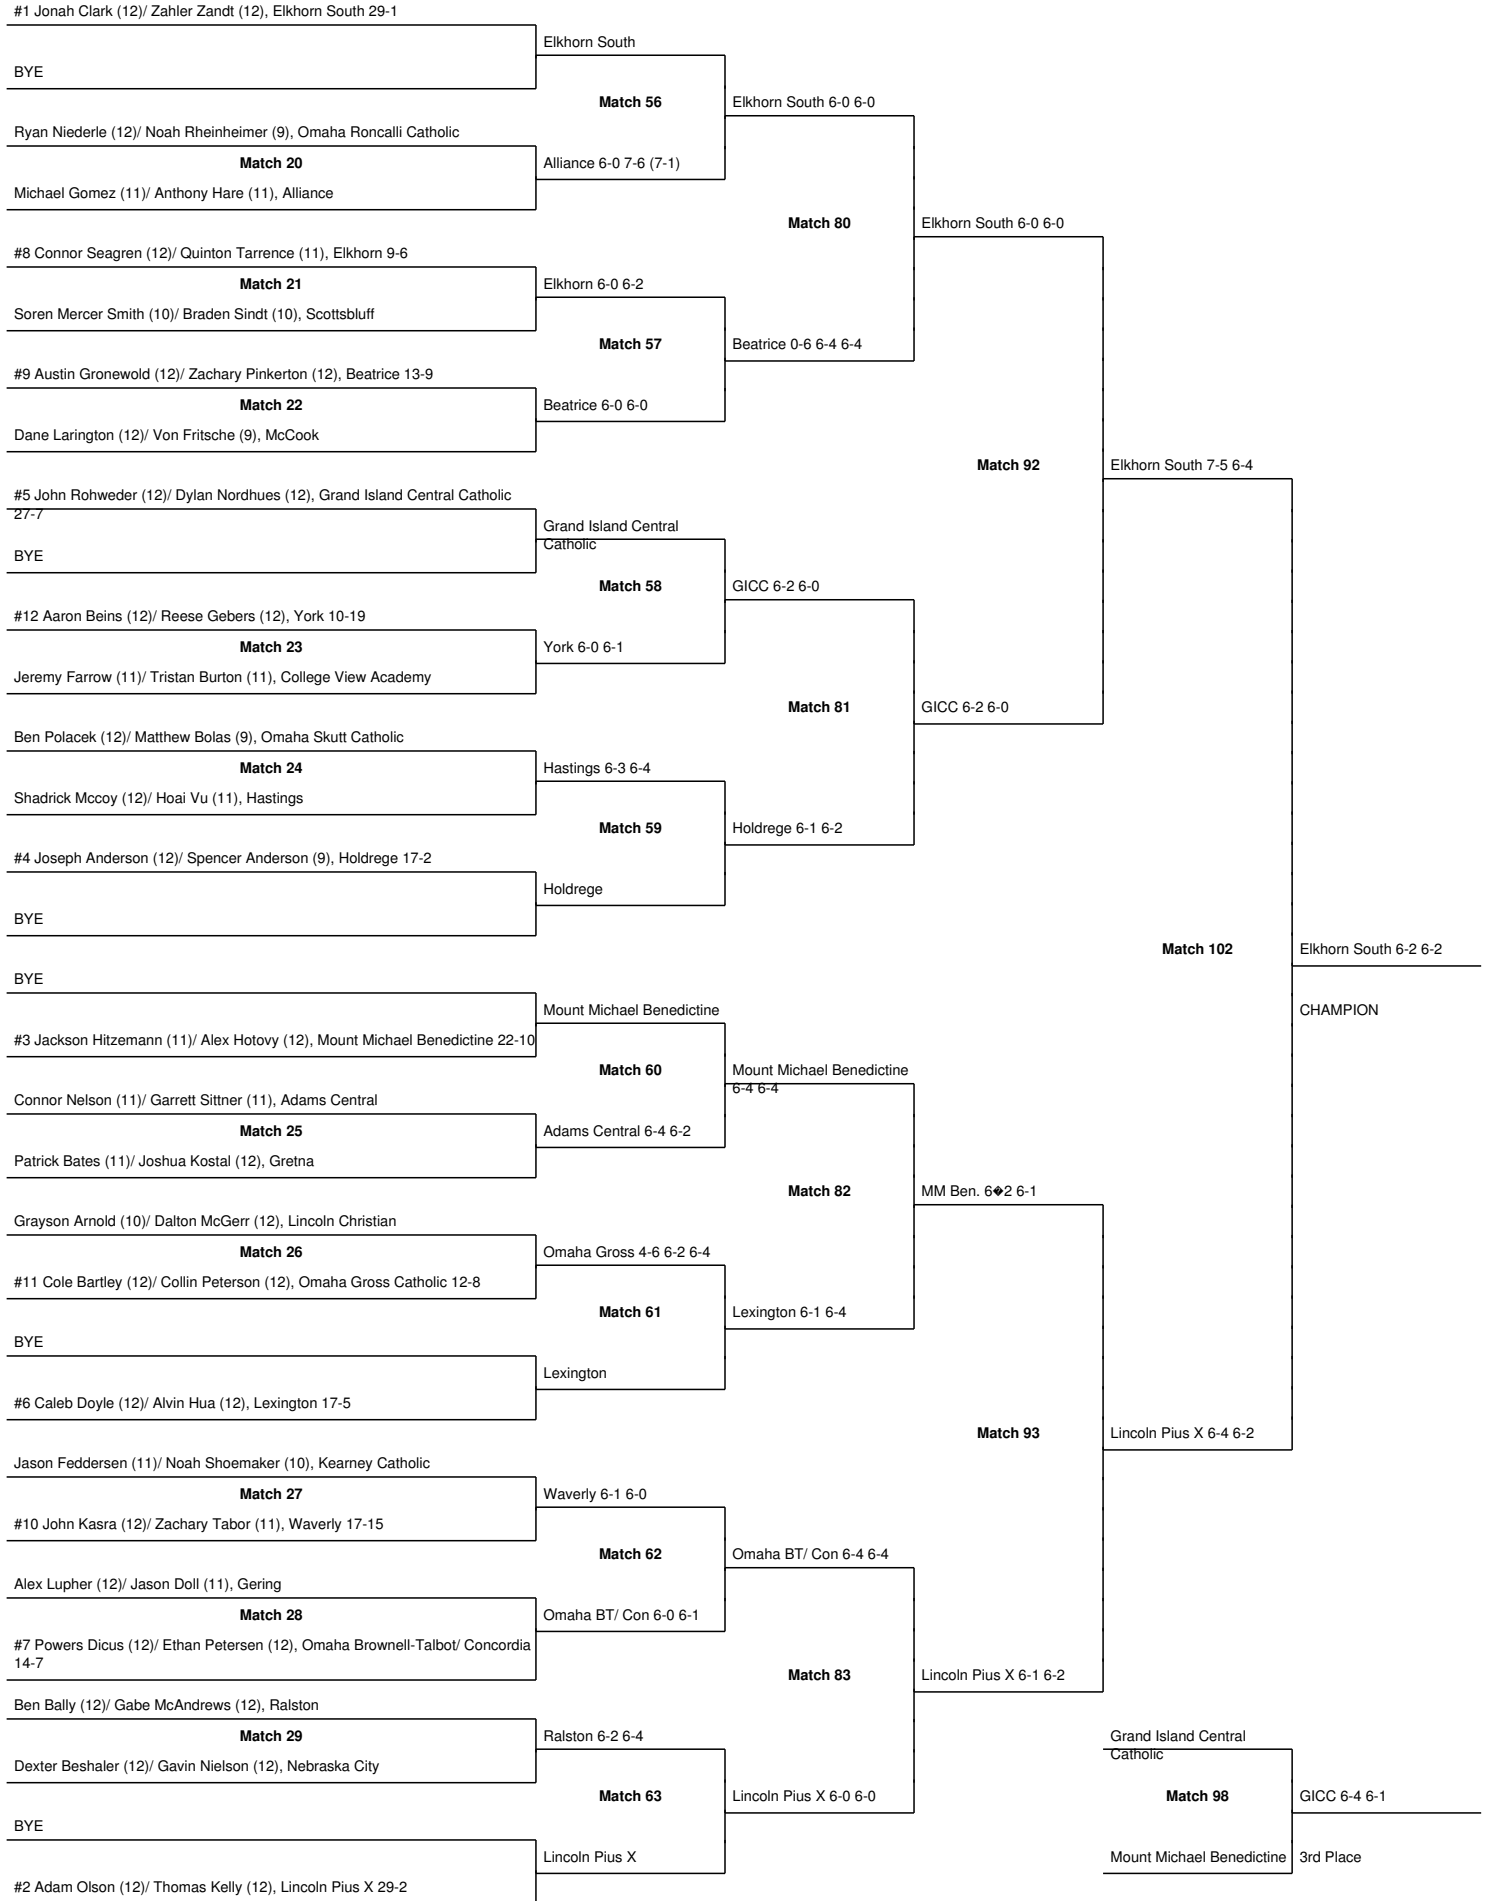 #1 Jonah Clark (12)/ Zahler Zandt (12), Elkhorn South 29-1
Elkhorn South
BYE
Match 56
Elkhorn South 6-0 6-0
Ryan Niederle (12)/ Noah Rheinheimer (9), Omaha Roncalli Catholic
Match 20
Alliance 6-0 7-6 (7-1)
Michael Gomez (11)/ Anthony Hare (11), Alliance
Match 80
Elkhorn South 6-0 6-0
#8 Connor Seagren (12)/ Quinton Tarrence (11), Elkhorn 9-6
Match 21
Elkhorn 6-0 6-2
Soren Mercer Smith (10)/ Braden Sindt (10), Scottsbluff
Match 57
Beatrice 0-6 6-4 6-4
#9 Austin Gronewold (12)/ Zachary Pinkerton (12), Beatrice 13-9
Match 22
Beatrice 6-0 6-0
Dane Larington (12)/ Von Fritsche (9), McCook
Match 92
Elkhorn South 7-5 6-4
#5 John Rohweder (12)/ Dylan Nordhues (12), Grand Island Central Catholic
27-7
Grand Island Central
Catholic
BYE
Match 58
GICC 6-2 6-0
#12 Aaron Beins (12)/ Reese Gebers (12), York 10-19
Match 23
York 6-0 6-1
Jeremy Farrow (11)/ Tristan Burton (11), College View Academy
Match 81
GICC 6-2 6-0
Ben Polacek (12)/ Matthew Bolas (9), Omaha Skutt Catholic
Match 24
Hastings 6-3 6-4
Shadrick Mccoy (12)/ Hoai Vu (11), Hastings
Match 59
Holdrege 6-1 6-2
#4 Joseph Anderson (12)/ Spencer Anderson (9), Holdrege 17-2
Holdrege
BYE
Match 102
Elkhorn South 6-2 6-2
BYE
Mount Michael Benedictine
CHAMPION
#3 Jackson Hitzemann (11)/ Alex Hotovy (12), Mount Michael Benedictine 22-10
Match 60
Mount Michael Benedictine
6-4 6-4
Connor Nelson (11)/ Garrett Sittner (11), Adams Central
Match 25
Adams Central 6-4 6-2
Patrick Bates (11)/ Joshua Kostal (12), Gretna
Match 82
MM Ben. 6�2 6-1
Grayson Arnold (10)/ Dalton McGerr (12), Lincoln Christian
Match 26
Omaha Gross 4-6 6-2 6-4
#11 Cole Bartley (12)/ Collin Peterson (12), Omaha Gross Catholic 12-8
Match 61
Lexington 6-1 6-4
BYE
Lexington
#6 Caleb Doyle (12)/ Alvin Hua (12), Lexington 17-5
Match 93
Lincoln Pius X 6-4 6-2
Jason Feddersen (11)/ Noah Shoemaker (10), Kearney Catholic
Match 27
Waverly 6-1 6-0
#10 John Kasra (12)/ Zachary Tabor (11), Waverly 17-15
Match 62
Omaha BT/ Con 6-4 6-4
Alex Lupher (12)/ Jason Doll (11), Gering
Match 28
Omaha BT/ Con 6-0 6-1
#7 Powers Dicus (12)/ Ethan Petersen (12), Omaha Brownell-Talbot/ Concordia
14-7
Match 83
Lincoln Pius X 6-1 6-2
Ben Bally (12)/ Gabe McAndrews (12), Ralston
Match 29
Ralston 6-2 6-4
Grand Island Central
Catholic
Dexter Beshaler (12)/ Gavin Nielson (12), Nebraska City
Match 63
Lincoln Pius X 6-0 6-0
Match 98
GICC 6-4 6-1
BYE
Lincoln Pius X
Mount Michael Benedictine
3rd Place
#2 Adam Olson (12)/ Thomas Kelly (12), Lincoln Pius X 29-2